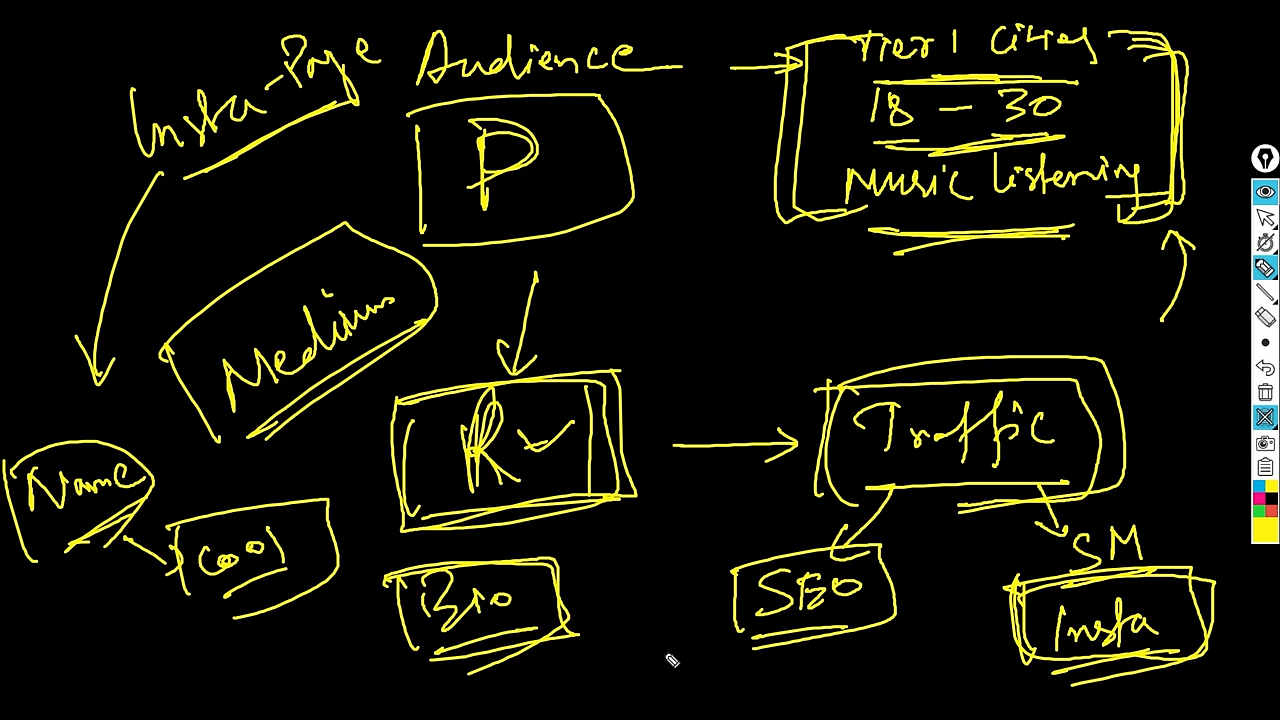 Insta-Page
Audience
Tier 1 Cities
18 - 30
Music listening
P
Medium
R
Traffic
Name
Cool
Bio
SEO
SM
Insta